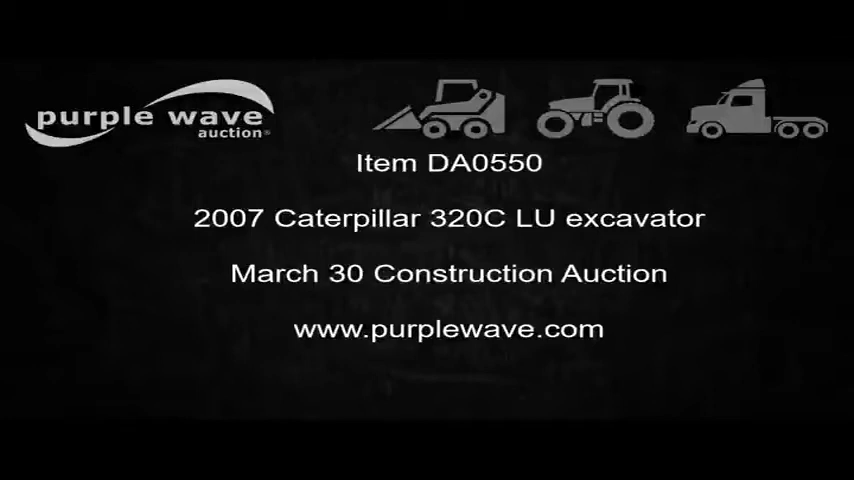 purple wave
auction®
Item DA0550
2007 Caterpillar 320C LU excavator
March 30 Construction Auction
www.purplewave.com